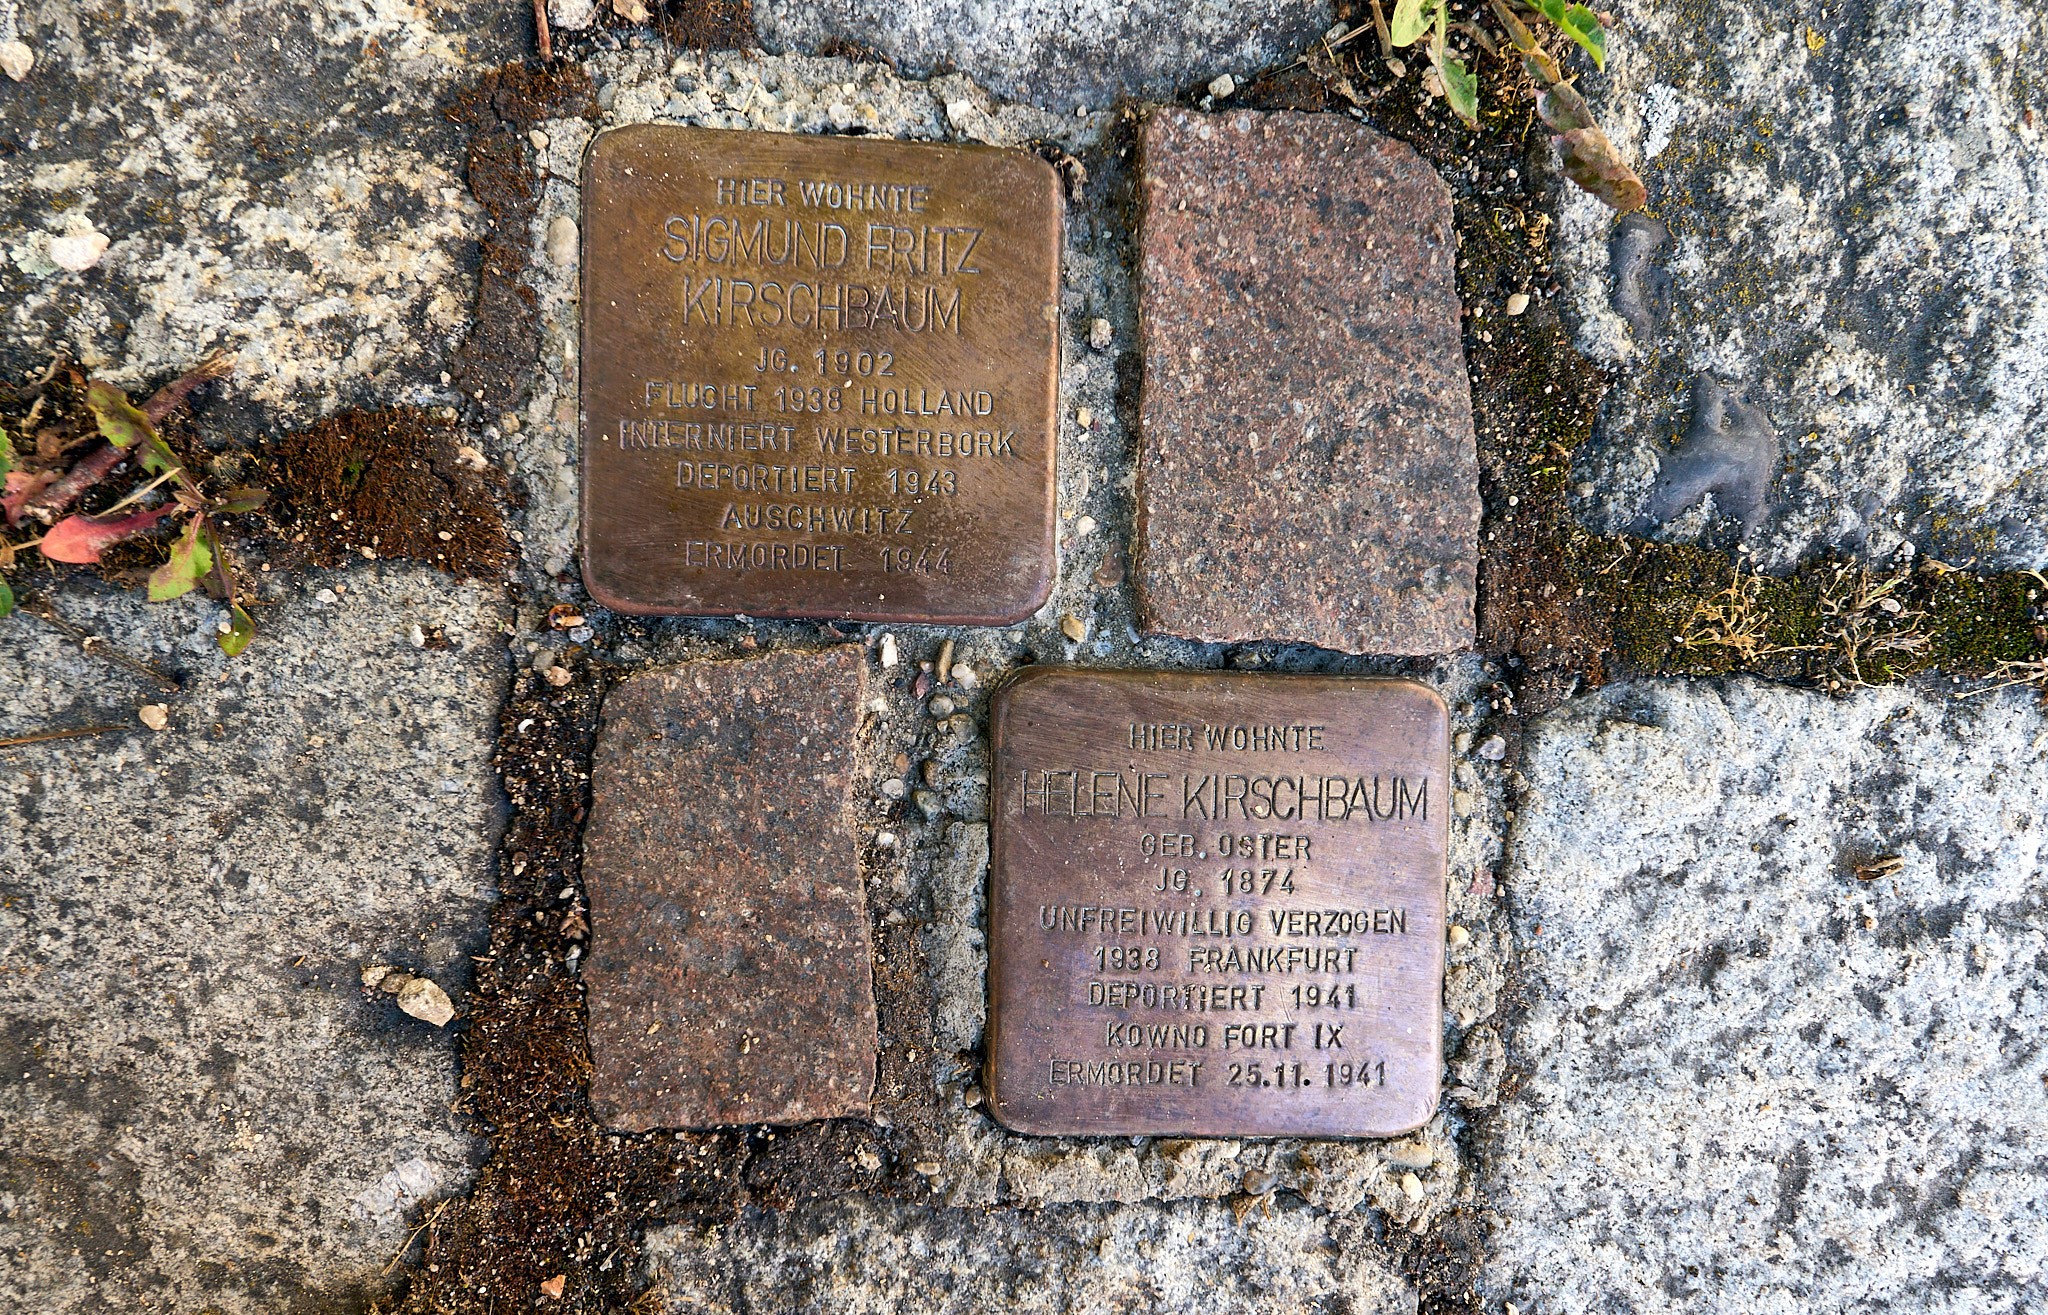 HIER WOHNTE
SIGMUND FRITZ
KIRSCHBAUM
JG. 1902
FLUCHT 1938 HOLLAND
INTERNIERT WESTERBORK
DEPORTIERT 1943
AUSCHWITZ
ERMORDET 1944
HIER WOHNTE
HELENE KIRSCHBAUM
GEB. OSTER
JG. 1874
UNFREIWILLIG VERZOGEN
1938 FRANKFURT
DEPORTIERT 1941
KOWNO FORT IX
ERMORDET 25.11.1941